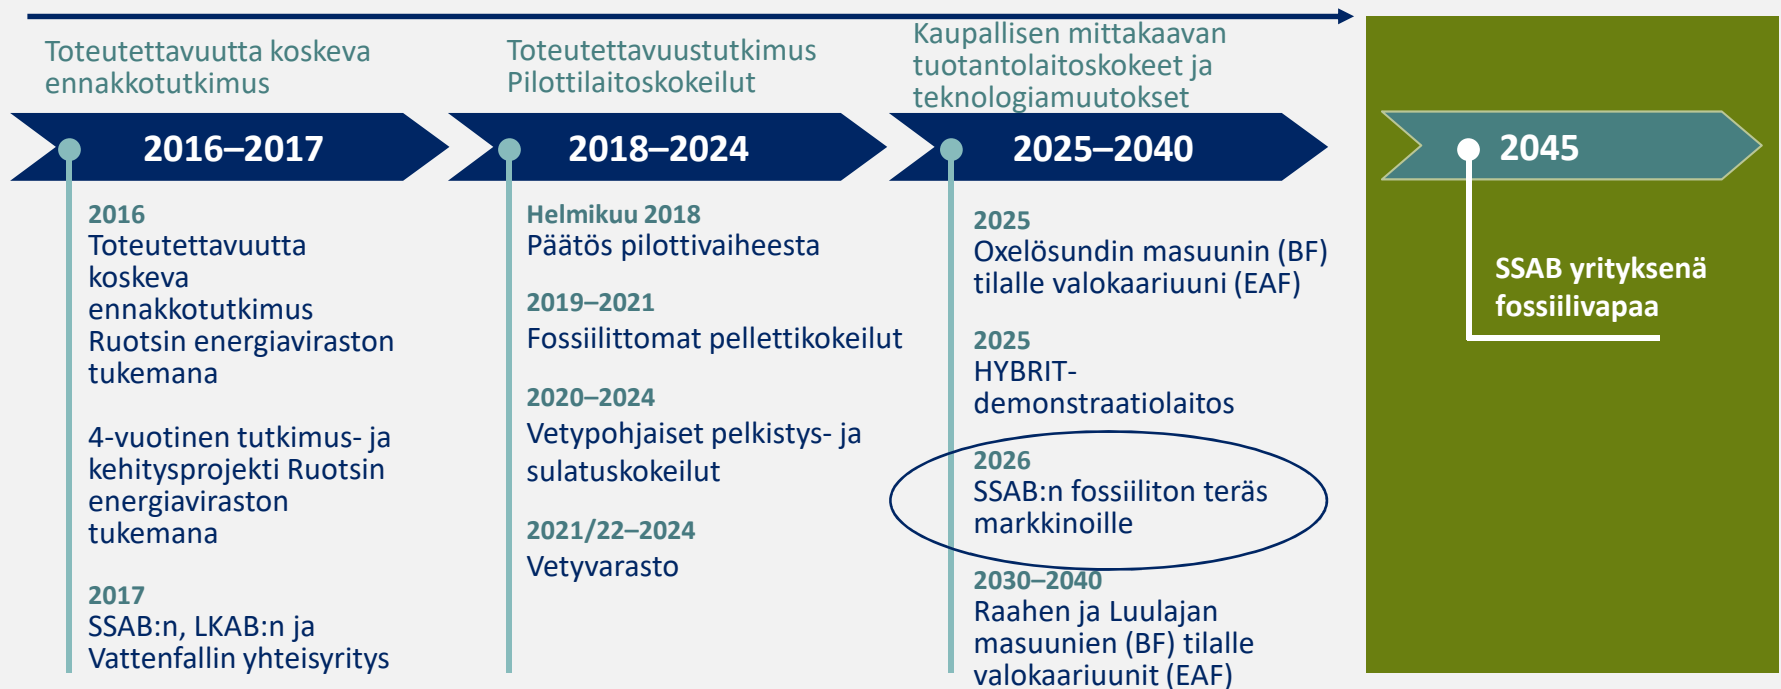 Toteutettavuutta koskeva
ennakkotutkimus
2016–2017
2016
Toteutettavuutta
koskeva
ennakkotutkimus
Ruotsin energiaviraston
tukemana
4-vuotinen tutkimus- ja
kehitysprojekti Ruotsin
energiaviraston
tukemana
2017
SSAB:n, LKAB:n ja
Vattenfallin yhteisyritys
Toteutettavuustutkimus
Pilottilaitoskokeilut
2018–2024
Helmikuu 2018
Päätös pilottivaiheesta
2019–2021
Fossiilittomat pellettikokeilut
2020–2024
Vetypohjaiset pelkistys- ja
sulatuskokeilut
2021/22–2024
Vetyvarasto
Kaupallisen mittakaavan
tuotantolaitoskokeet ja
teknologiamuutokset
2025–2040
2025
Oxelösundin masuunin (BF)
tilalle valokaariuuni (EAF)
2025
HYBRIT-
demonstraatiolaitos
2026
SSAB:n fossiiliton teräs
markkinoille
2030–2040
Raahen ja Luulajan
masuunien (BF) tilalle
valokaariuunit (EAF)
2045
SSAB yrityksenä
fossiilivapaa